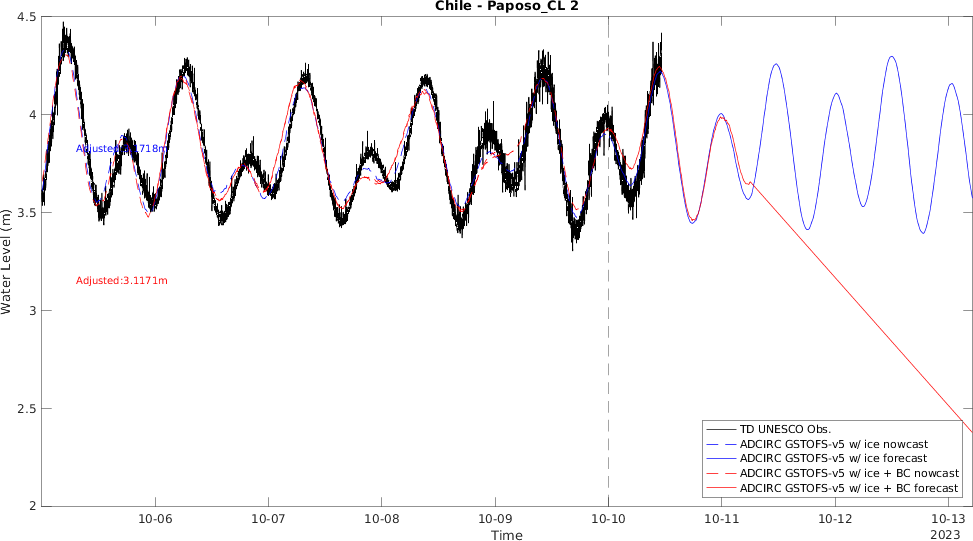 Chile - Paposo_CL 2
4.5
4
3.5
3
2.5
2
Water Level (m)
Adjusted:3.1171m
10-06
10-07
10-08
10-09
10-10
10-11
10-12
10-13
2023
Time
TD UNESCO Obs.
ADCIRC GSTOFS-v5 w/ ice nowcast
ADCIRC GSTOFS-v5 w/ ice forecast
ADCIRC GSTOFS-v5 w/ ice + BC nowcast
ADCIRC GSTOFS-v5 w/ ice + BC forecast